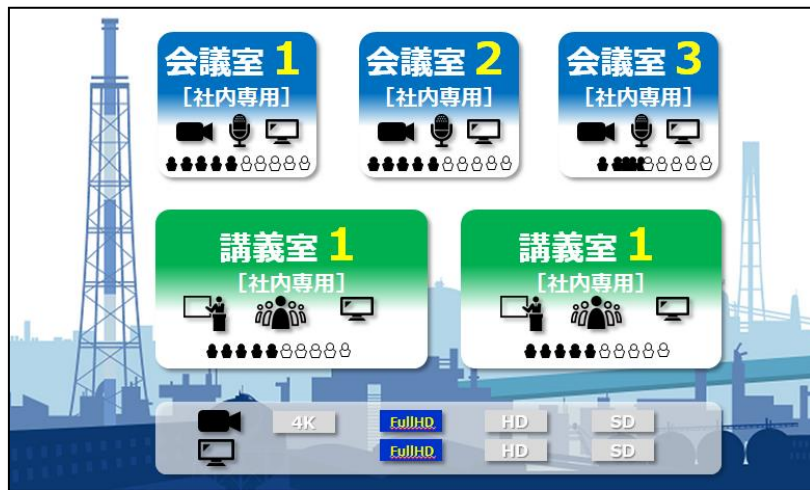 会議室 1
[社内専用]
会議室 2
[社内専用]
会議室 3
[社内専用]
講義室 1
[社内専用]
講義室 1
[社内専用]
4K FullHD HD SD
FullHD HD SD